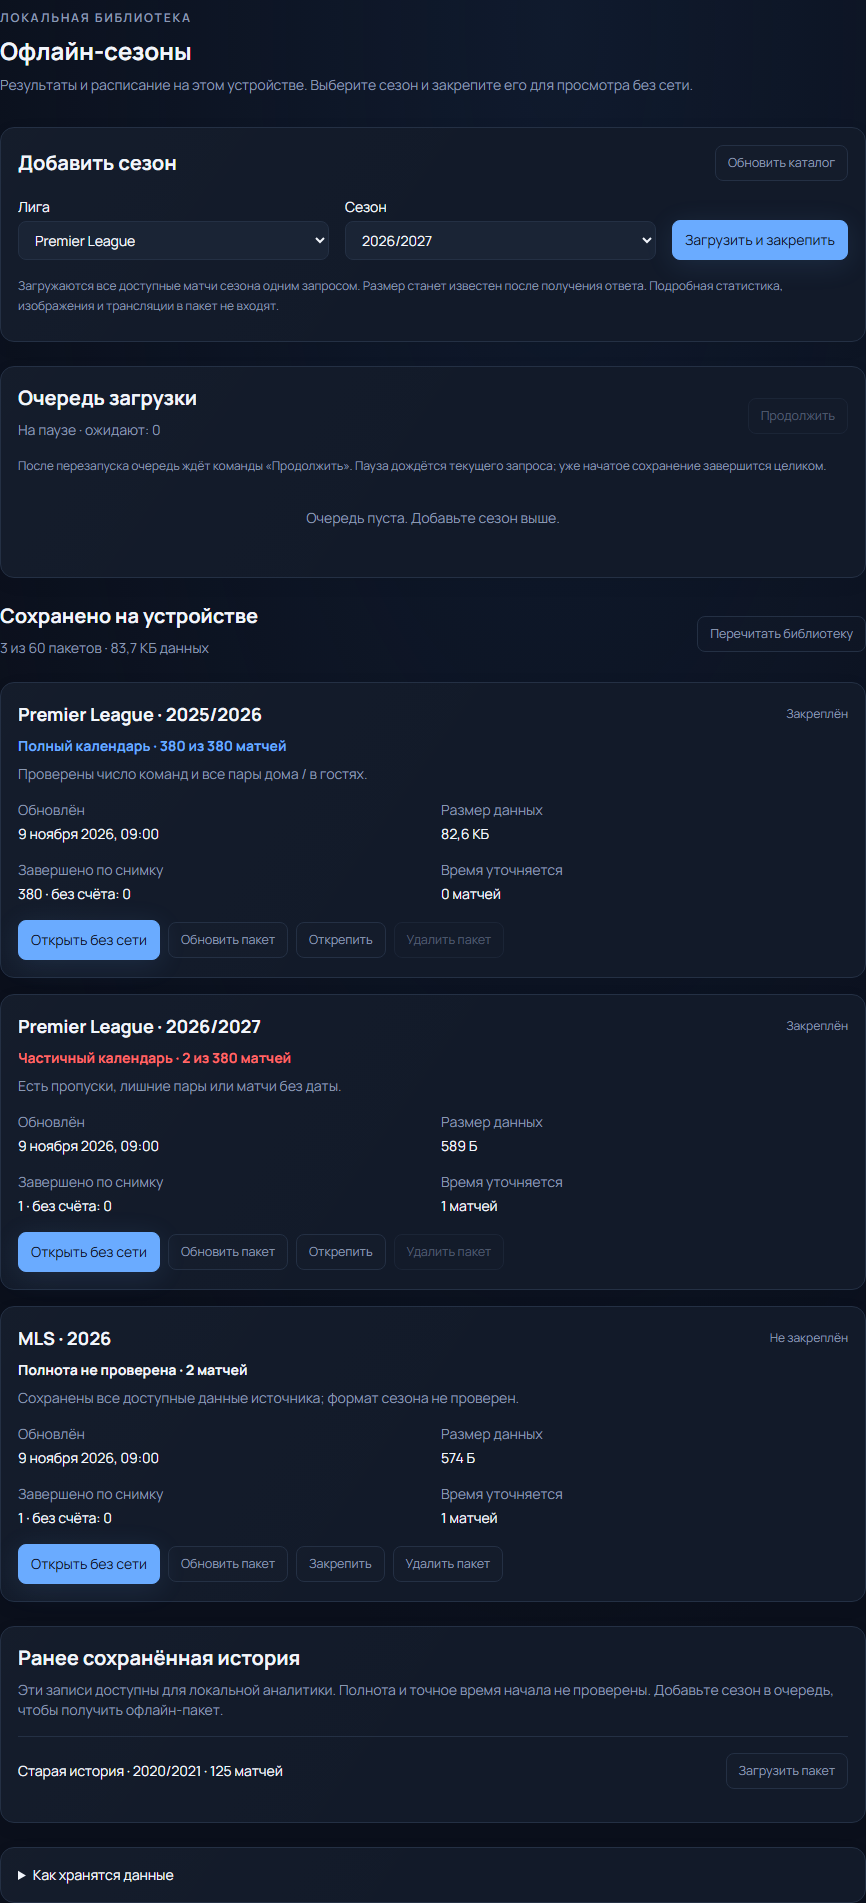 ЛОКАЛЬНАЯ БИБЛИОТЕКА
Офлайн-сезоны
Результаты и расписание на этом устройстве. Выберите сезон и закрепите его для просмотра без сети.
Добавить сезон
Обновить каталог
Лига
Сезон
Premier League
2026/2027
Загрузить и закрепить
Загружаются все доступные матчи сезона одним запросом. Размер станет известен после получения ответа. Подробная статистика,
изображения и трансляции в пакет не входят.
Очередь загрузки
На паузе · ожидают: 0
Продолжить
После перезапуска очередь ждёт команды «Продолжить». Пауза дождётся текущего запроса; уже начатое сохранение завершится целиком.
Очередь пуста. Добавьте сезон выше.
Сохранено на устройстве
3 из 60 пакетов · 83,7 КБ данных
Перечитать библиотеку
Premier League · 2025/2026
Закреплён
Полный календарь · 380 из 380 матчей
Проверены число команд и все пары дома / в гостях.
Обновлён
Размер данных
9 ноября 2026, 09:00
82,6 КБ
Завершено по снимку
Время уточняется
380 · без счёта: 0
0 матчей
Открыть без сети
Обновить пакет
Открепить
Удалить пакет
Premier League · 2026/2027
Закреплён
Частичный календарь · 2 из 380 матчей
Есть пропуски, лишние пары или матчи без даты.
Обновлён
Размер данных
9 ноября 2026, 09:00
589 Б
Завершено по снимку
Время уточняется
1 · без счёта: 0
1 матчей
Открыть без сети
Обновить пакет
Открепить
Удалить пакет
MLS · 2026
Не закреплён
Полнота не проверена · 2 матчей
Сохранены все доступные данные источника; формат сезона не проверен.
Обновлён
Размер данных
9 ноября 2026, 09:00
574 Б
Завершено по снимку
Время уточняется
1 · без счёта: 0
1 матчей
Открыть без сети
Обновить пакет
Закрепить
Удалить пакет
Ранее сохранённая история
Эти записи доступны для локальной аналитики. Полнота и точное время начала не проверены. Добавьте сезон в очередь,
чтобы получить офлайн-пакет.
Старая история · 2020/2021 · 125 матчей
Загрузить пакет
Как хранятся данные